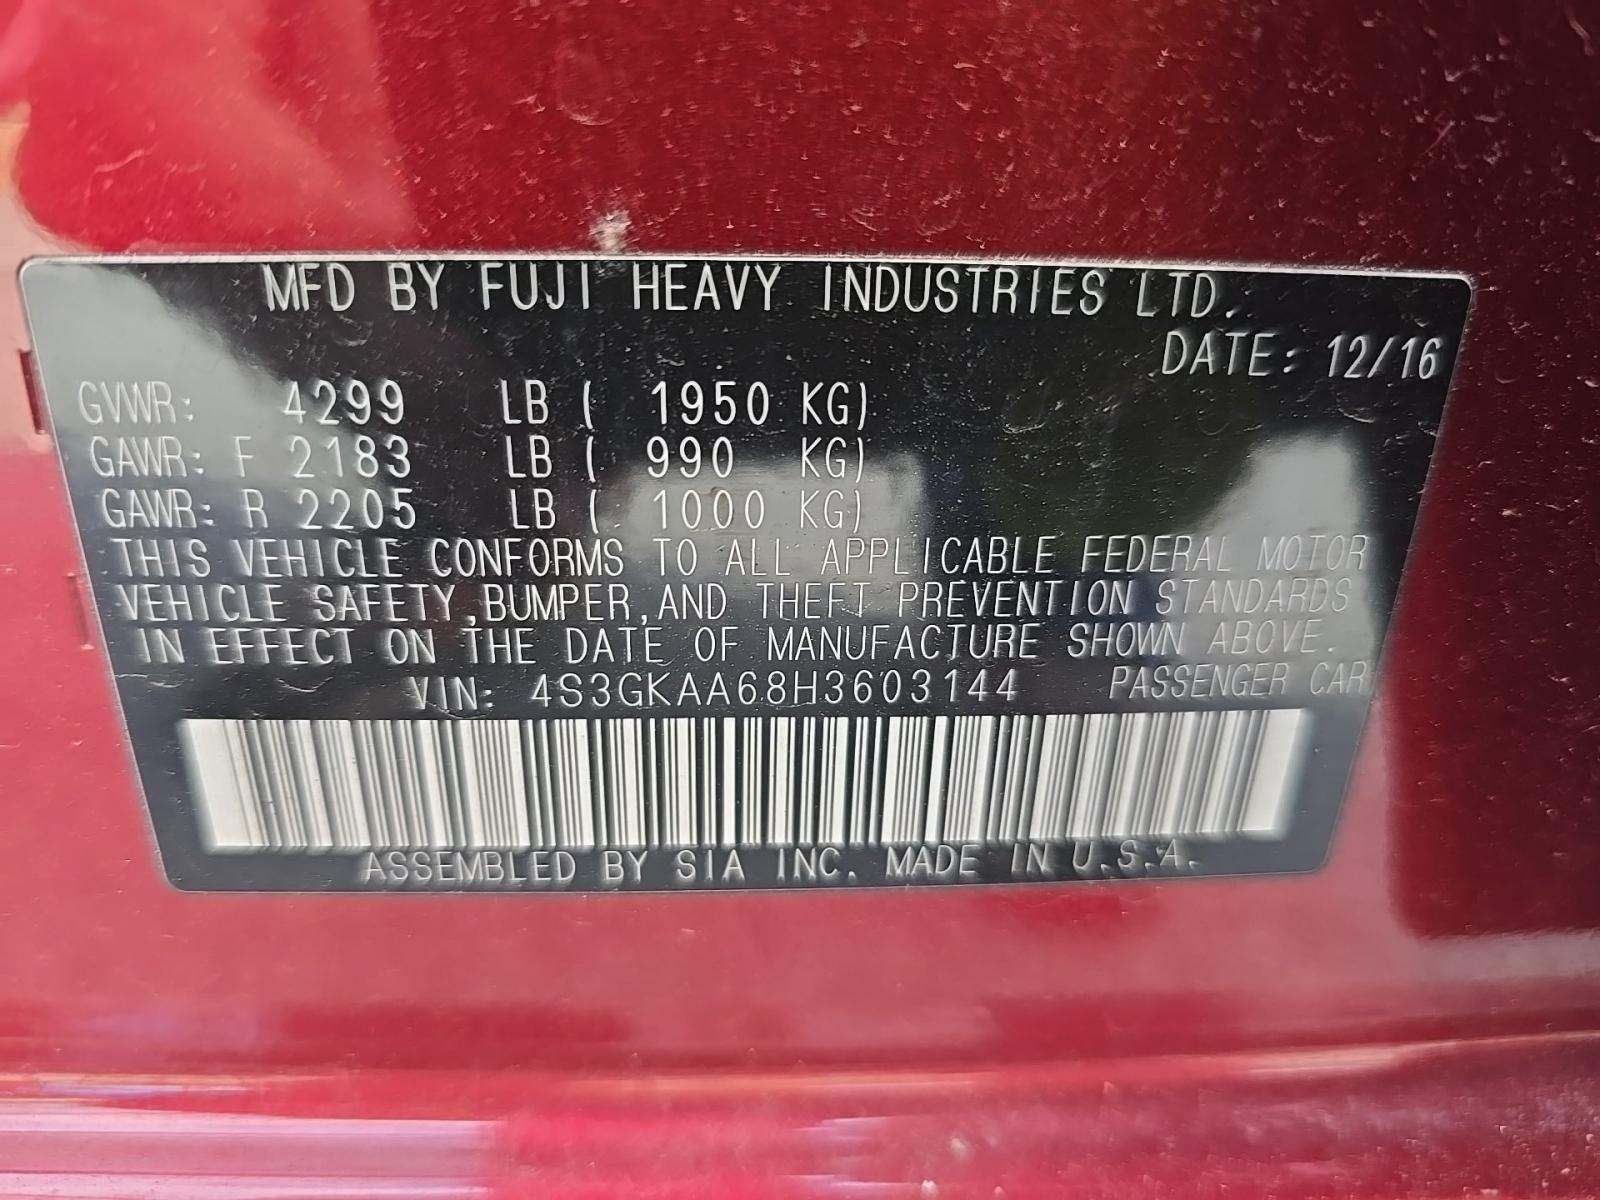 MFD BY FUJI HEAVY INDUSTRIES LTD.
DATE: 12/16
GVWR: 4299 LB ( 1950 KG)
GAWR: F 2183 LB ( 990 KG)
GAWR: R 2205 LB ( 1000 KG)
THIS VEHICLE CONFORMS TO ALL APPLICABLE FEDERAL MOTOR
VEHICLE SAFETY,BUMPER,AND THEFT PREVENTION STANDARDS
IN EFFECT ON THE DATE OF MANUFACTURE SHOWN ABOVE.
VIN: 4S3GKAA68H3603144 PASSENGER CAR
ASSEMBLED BY SIA INC. MADE IN U.S.A.